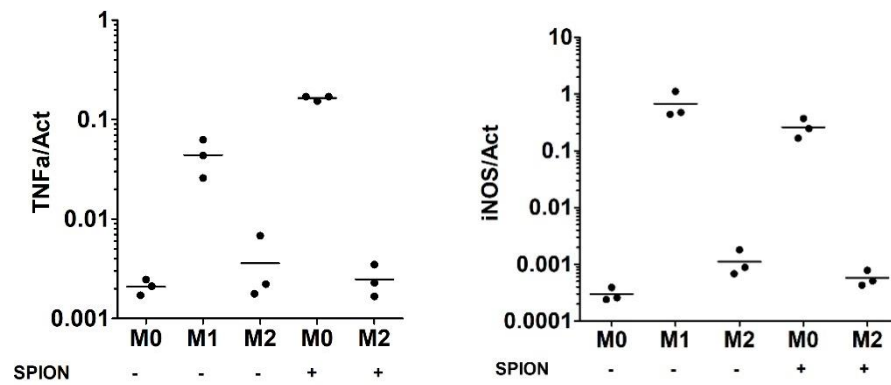 TNFa/Act
1
0.1
0.01
0.001
M0 M1 M2 M0 M2
SPION - - - + +
iNOS/Act
10
1
0.1
0.01
0.001
0.0001
M0 M1 M2 M0 M2
SPION - - - + +